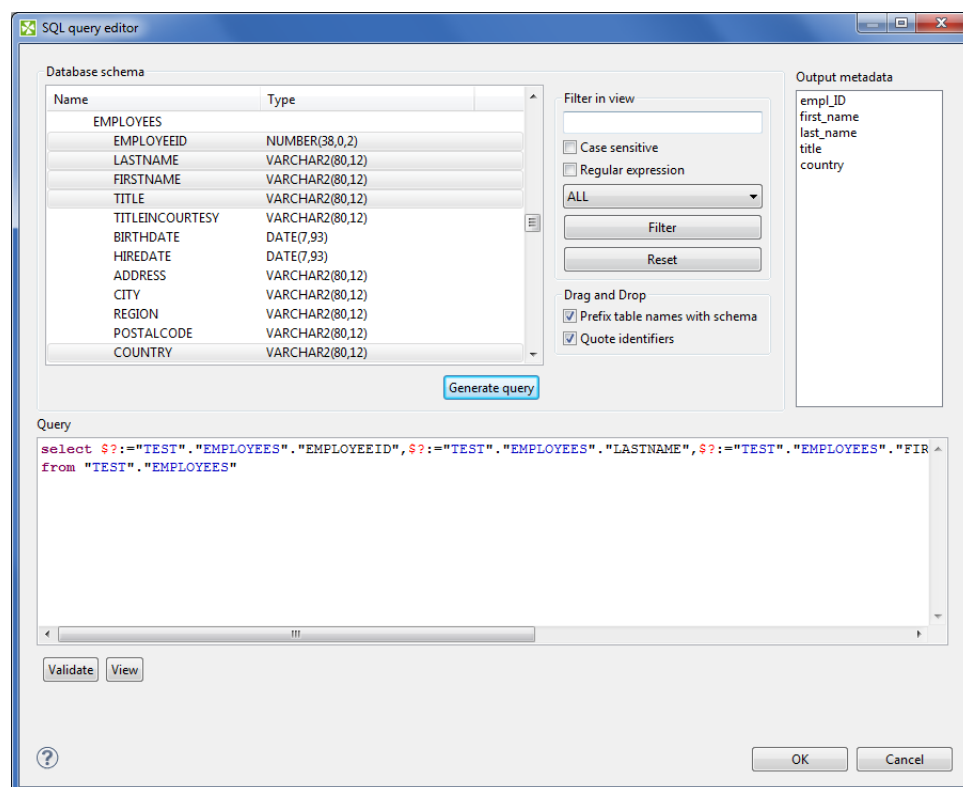 SQL query editor
Database schema
Name Type
EMPLOYEES
EMPLOYEEID NUMBER(38,0,2)
LASTNAME VARCHAR2(80,12)
FIRSTNAME VARCHAR2(80,12)
TITLE VARCHAR2(80,12)
TITLEINCOURTESY VARCHAR2(80,12)
BIRTHDATE DATE(7,93)
HIREDATE DATE(7,93)
ADDRESS VARCHAR2(80,12)
CITY VARCHAR2(80,12)
REGION VARCHAR2(80,12)
POSTALCODE VARCHAR2(80,12)
COUNTRY VARCHAR2(80,12)
Generate query
Filter in view
Case sensitive
Regular expression
ALL
Filter
Reset
Drag and Drop
Prefix table names with schema
Quote identifiers
Output metadata
empl_ID
first_name
last_name
title
country
Query
select $?:="TEST"."EMPLOYEES"."EMPLOYEEID",$?:="TEST"."EMPLOYEES"."LASTNAME",$?:="TEST"."EMPLOYEES"."FIR
from "TEST"."EMPLOYEES"
Validate View
?
OK Cancel